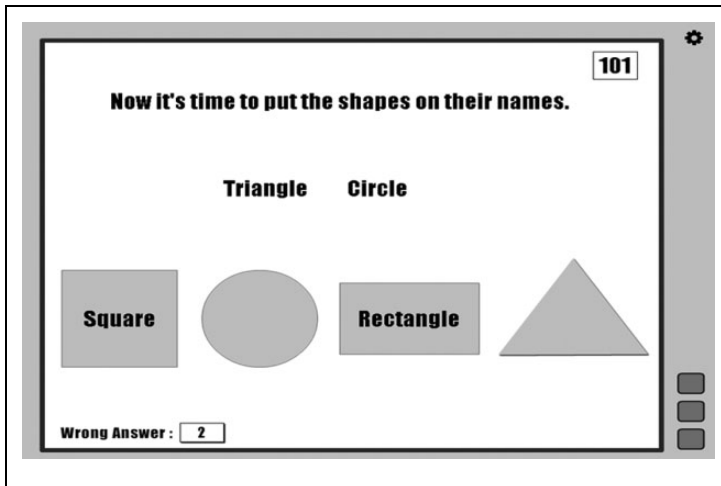 101
Now it's time to put the shapes on their names.
Triangle Circle
Square Rectangle
Wrong Answer : 2